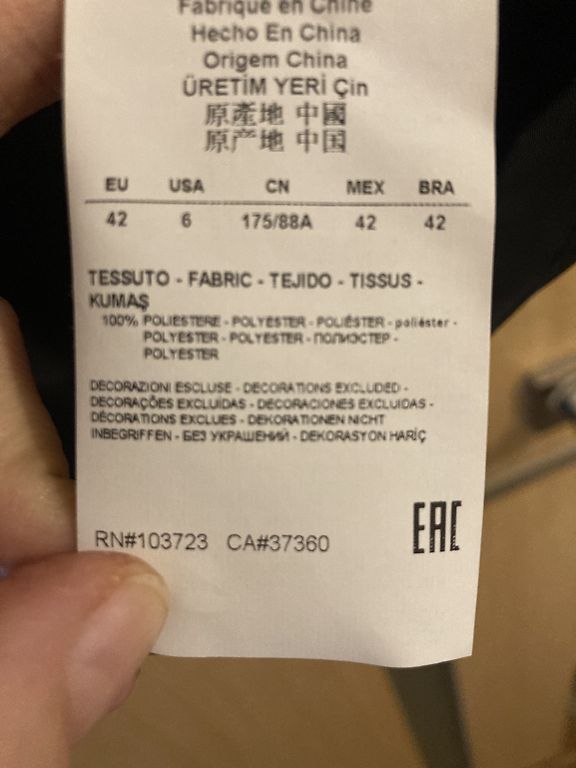 Fabriqué en Chine
Hecho En China
Origem China
ÜRETİM YERİ Çin
原產地 中國
原产地 中国
EU USA CN MEX BRA
42 6 175/88A 42 42
TESSUTO - FABRIC - TEJIDO - TISSUS -
KUMAŞ
100% POLIESTERE - POLYESTER - POLIÉSTER - poliéster -
POLYESTER - POLYESTER - ПОЛИЭСТЕР -
POLYESTER
DECORAZIONI ESCLUSE - DECORATIONS EXCLUDED -
DECORAÇÕES EXCLUÍDAS - DECORACIONES EXCLUIDAS -
DÉCORATIONS EXCLUES - DEKORATIONEN NICHT
INBEGRIFFEN - БЕЗ УКРАШЕНИЙ - DEKORASYON HARİÇ
RN#103723 CA#37360
EAC